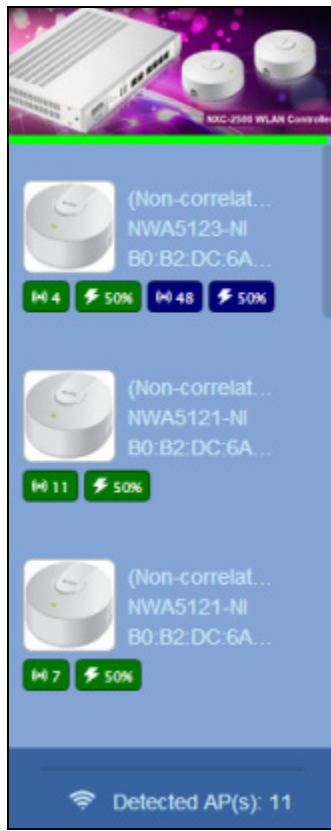 NXC-2500 WLAN Controller
(Non-correlat...
NWA5123-NI
B0:B2:DC:6A...
4 50% 48 50%
(Non-correlat...
NWA5121-NI
B0:B2:DC:6A...
11 50%
(Non-correlat...
NWA5121-NI
B0:B2:DC:6A...
7 50%
Detected AP(s): 11